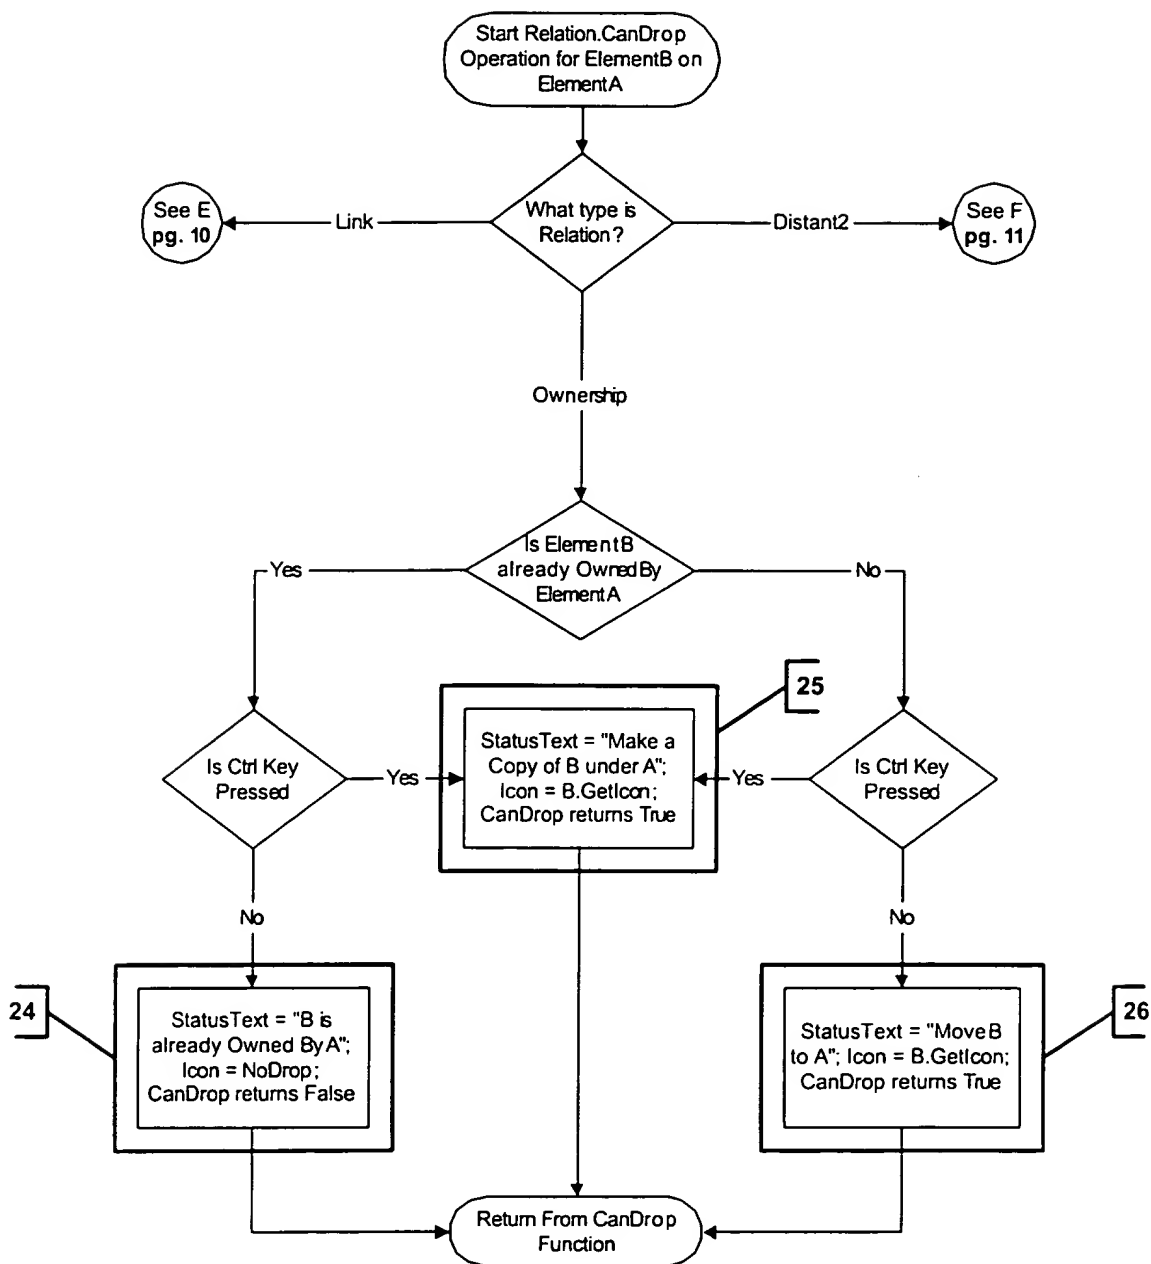 Start Relation.CanDrop
Operation for ElementB on
ElementA
See E
pg. 10
Link
What type is
Relation?
Distant2
See F
pg. 11
Ownership
Is ElementB
already OwnedBy
ElementA
Yes
No
25
StatusText = "Make a
Copy of B under A";
Icon = B.GetIcon;
CanDrop returns True
Is Ctrl Key
Pressed
Yes
Yes
Is Ctrl Key
Pressed
No
No
24
StatusText = "B is
already Owned By A";
Icon = NoDrop;
CanDrop returns False
StatusText = "Move B
to A"; Icon = B.GetIcon;
CanDrop returns True
26
Return From CanDrop
Function